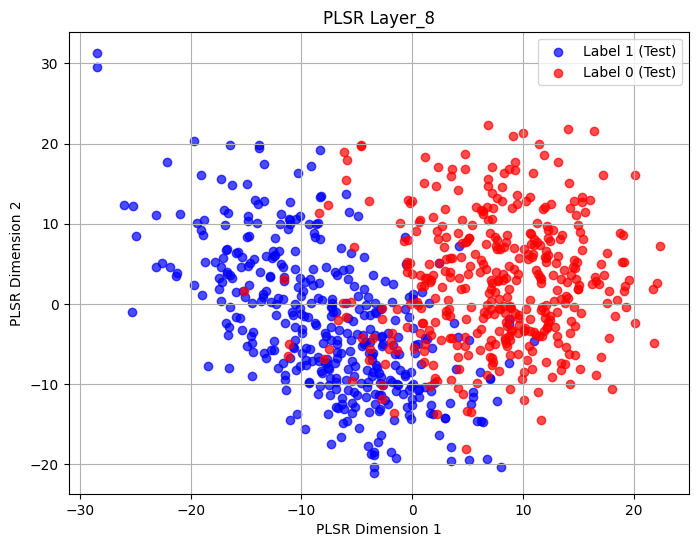 PLSR Layer_8
Label 1 (Test)
Label 0 (Test)
PLSR Dimension 2
30
20
10
0
−10
−20
−30
−20
−10
0
10
20
PLSR Dimension 1